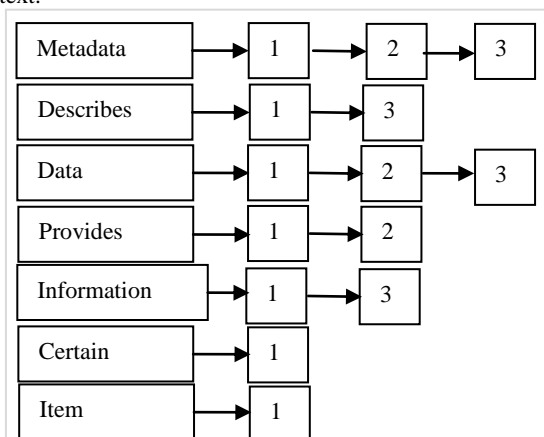 text.
Metadata 1 2 3
Describes 1 3
Data 1 2 3
Provides 1 2
Information 1 3
Certain 1
Item 1